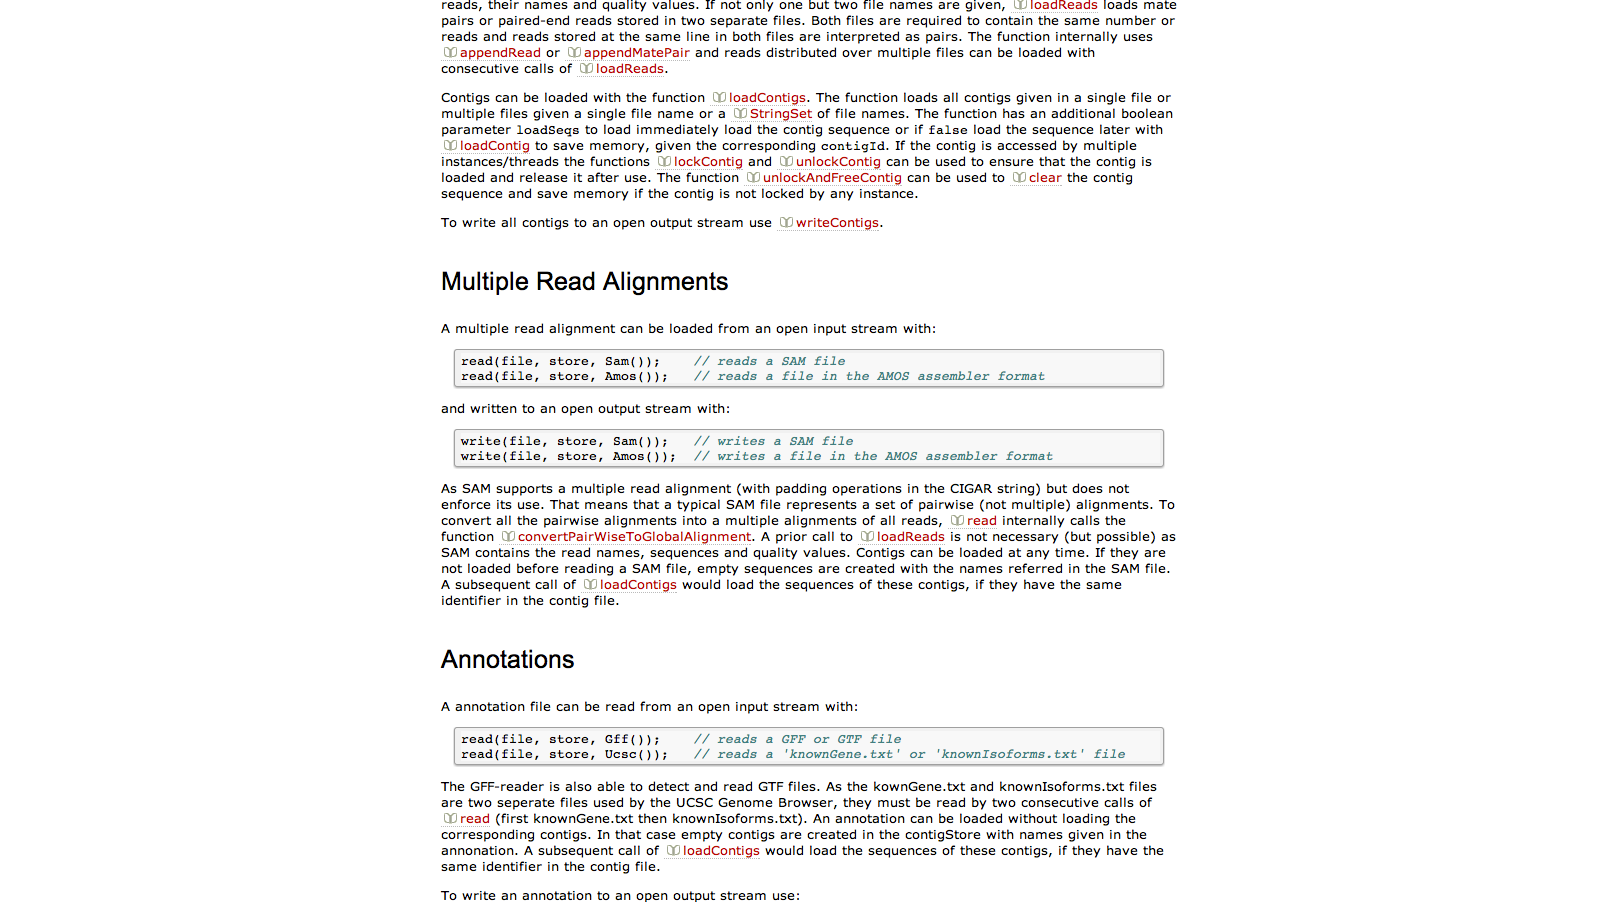 reads, their names and quality values. If not only one but two file names are given, loadReads loads mate
pairs or paired-end reads stored in two separate files. Both files are required to contain the same number or
reads and reads stored at the same line in both files are interpreted as pairs. The function internally uses
appendRead or appendMatePair and reads distributed over multiple files can be loaded with
consecutive calls of loadReads.
Contigs can be loaded with the function loadContigs. The function loads all contigs given in a single file or
multiple files given a single file name or a StringSet of file names. The function has an additional boolean
parameter loadSeqs to load immediately load the contig sequence or if false load the sequence later with
loadContig to save memory, given the corresponding contigId. If the contig is accessed by multiple
instances/threads the functions lockContig and unlockContig can be used to ensure that the contig is
loaded and release it after use. The function unlockAndFreeContig can be used to clear the contig
sequence and save memory if the contig is not locked by any instance.
To write all contigs to an open output stream use writeContigs.
Multiple Read Alignments
A multiple read alignment can be loaded from an open input stream with:
read(file, store, Sam());    // reads a SAM file
read(file, store, Amos());   // reads a file in the AMOS assembler format
and written to an open output stream with:
write(file, store, Sam());   // writes a SAM file
write(file, store, Amos());  // writes a file in the AMOS assembler format
As SAM supports a multiple read alignment (with padding operations in the CIGAR string) but does not
enforce its use. That means that a typical SAM file represents a set of pairwise (not multiple) alignments. To
convert all the pairwise alignments into a multiple alignments of all reads, read internally calls the
function convertPairWiseToGlobalAlignment. A prior call to loadReads is not necessary (but possible) as
SAM contains the read names, sequences and quality values. Contigs can be loaded at any time. If they are
not loaded before reading a SAM file, empty sequences are created with the names referred in the SAM file.
A subsequent call of loadContigs would load the sequences of these contigs, if they have the same
identifier in the contig file.
Annotations
A annotation file can be read from an open input stream with:
read(file, store, Gff());    // reads a GFF or GTF file
read(file, store, Ucsc());   // reads a 'knownGene.txt' or 'knownIsoforms.txt' file
The GFF-reader is also able to detect and read GTF files. As the kownGene.txt and knownIsoforms.txt files
are two seperate files used by the UCSC Genome Browser, they must be read by two consecutive calls of
read (first knownGene.txt then knownIsoforms.txt). An annotation can be loaded without loading the
corresponding contigs. In that case empty contigs are created in the contigStore with names given in the
annonation. A subsequent call of loadContigs would load the sequences of these contigs, if they have the
same identifier in the contig file.
To write an annotation to an open output stream use: